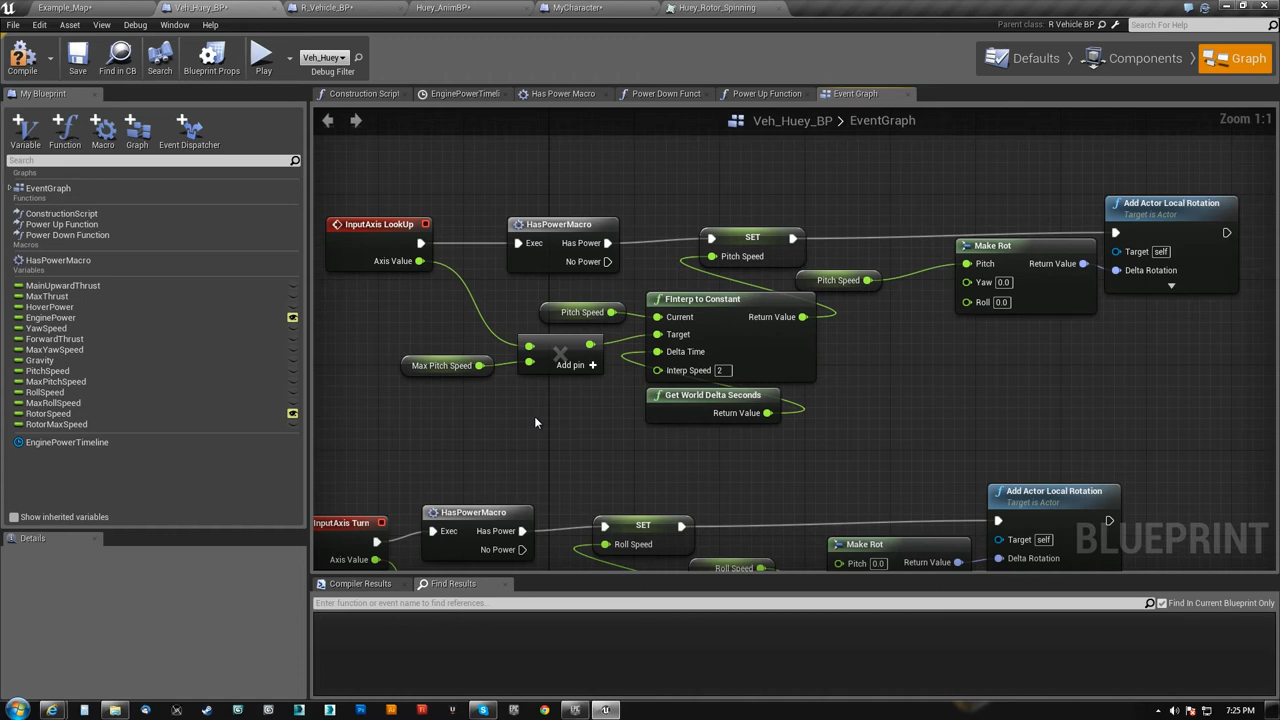 Example_Map*
Veh_Huey_BP*
R_Vehicle_BP*
Huey_AnimBP*
MyCharacter*
Huey_Rotor_Spinning
File Edit Asset View Debug Window Help
Parent class: R Vehicle BP
Search For Help
Compile
Save
Find in CB
Search
Blueprint Props
Play
Veh_Huey
Debug Filter
Defaults
Components
Graph
My Blueprint
Construction Script
EnginePowerTimeli
Has Power Macro
Power Down Funct
Power Up Function
Event Graph
Variable
Function
Macro
Graph
Event Dispatcher
Search
Graphs
EventGraph
Functions
ConstructionScript
Power Up Function
Power Down Function
Macros
HasPowerMacro
Variables
MainUpwardThrust
MaxThrust
HoverPower
EnginePower
YawSpeed
ForwardThrust
MaxYawSpeed
Gravity
PitchSpeed
MaxPitchSpeed
RollSpeed
MaxRollSpeed
RotorSpeed
RotorMaxSpeed
EnginePowerTimeline
Show inherited variables
Details
Veh_Huey_BP > EventGraph
Zoom 1:1
InputAxis LookUp
Axis Value
HasPowerMacro
Exec Has Power
No Power
SET
Pitch Speed
Pitch Speed
Make Rot
Pitch Return Value
Yaw 0.0
Roll 0.0
Add Actor Local Rotation
Target is Actor
Target self
Delta Rotation
Pitch Speed
FInterp to Constant
Current Return Value
Target
Delta Time
Interp Speed 2
Max Pitch Speed
Add pin +
Get World Delta Seconds
Return Value
InputAxis Turn
Axis Value
HasPowerMacro
Exec Has Power
No Power
SET
Roll Speed
Roll Speed
Make Rot
Pitch 0.0 Return Value
Add Actor Local Rotation
Target is Actor
Target self
Delta Rotation
BLUEPRINT
Compiler Results
Find Results
Enter function or event name to find references...
Find In Current Blueprint Only
7:25 PM